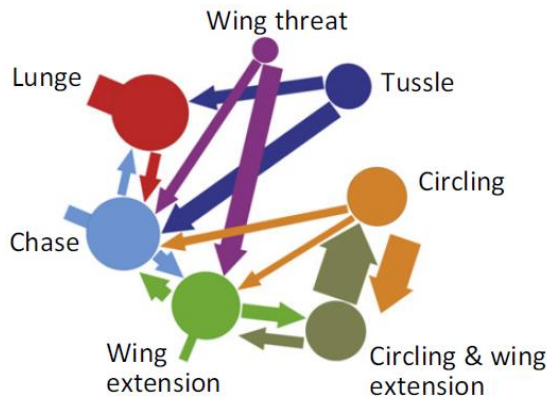 Wing threat
Lunge
Tussle
Circling
Chase
Wing
extension
Circling & wing
extension